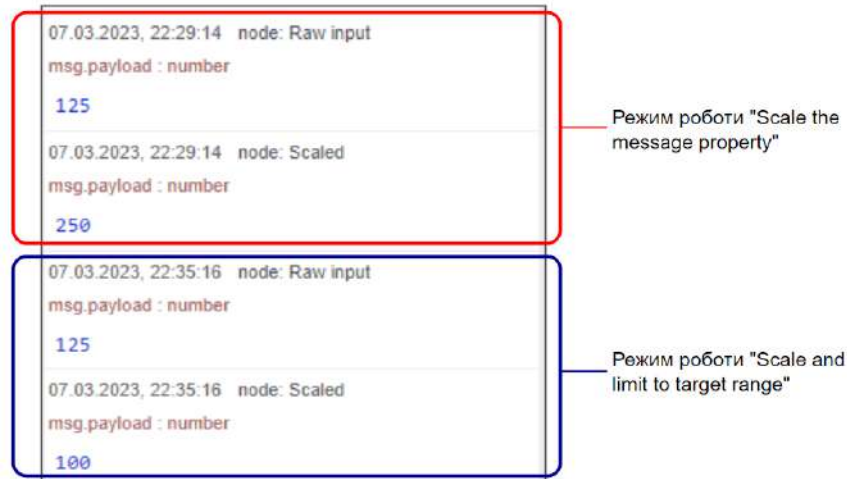 07.03.2023, 22:29:14 node: Raw input
msg.payload : number
125
07.03.2023, 22:29:14 node: Scaled
msg.payload : number
250
Режим роботи "Scale the
message property"
07.03.2023, 22:35:16 node: Raw input
msg.payload : number
125
07.03.2023, 22:35:16 node: Scaled
msg.payload : number
100
Режим роботи "Scale and
limit to target range"